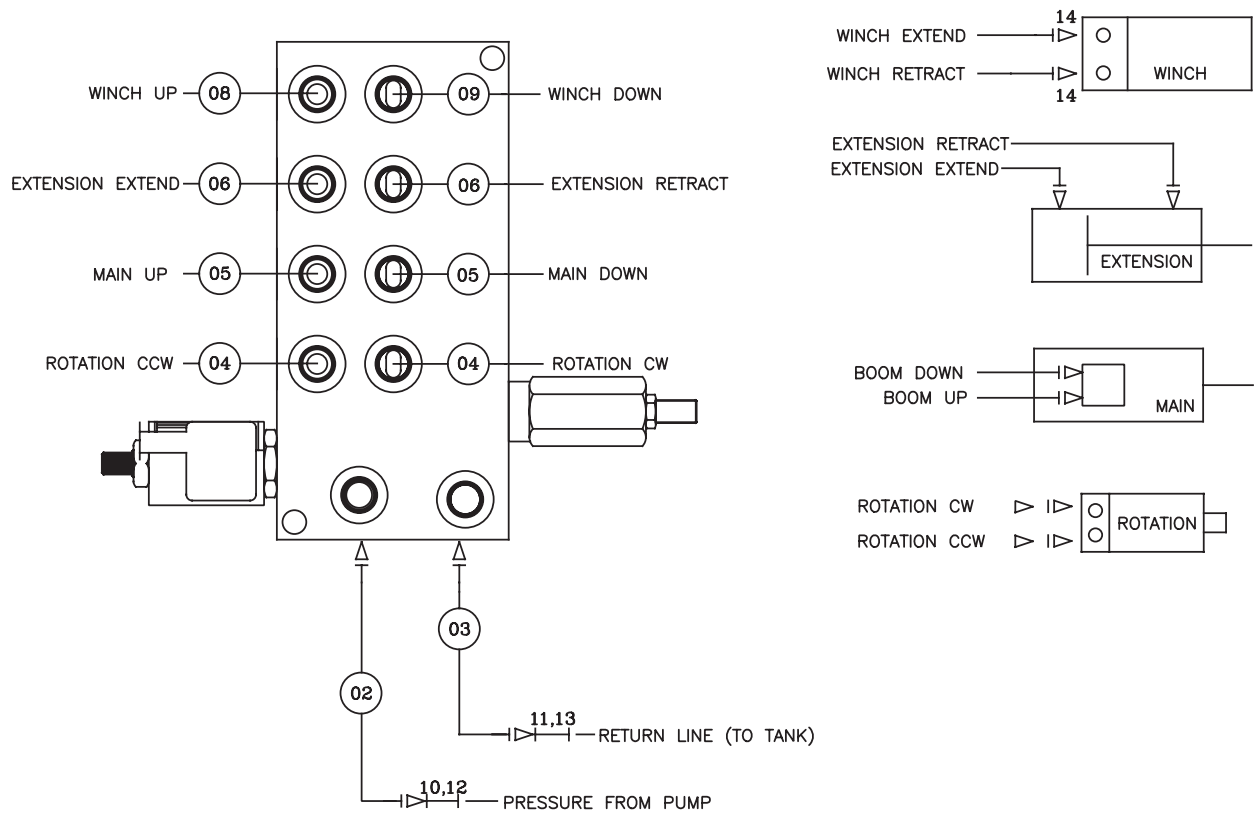 WINCH UP 08 09 WINCH DOWN
EXTENSION EXTEND 06 06 EXTENSION RETRACT
MAIN UP 05 05 MAIN DOWN
ROTATION CCW 04 04 ROTATION CW
03
02
11,13
RETURN LINE (TO TANK)
10,12
PRESSURE FROM PUMP
14
WINCH EXTEND
WINCH RETRACT
WINCH
14
EXTENSION RETRACT
EXTENSION EXTEND
EXTENSION
BOOM DOWN
BOOM UP
MAIN
ROTATION CW
ROTATION
ROTATION CCW